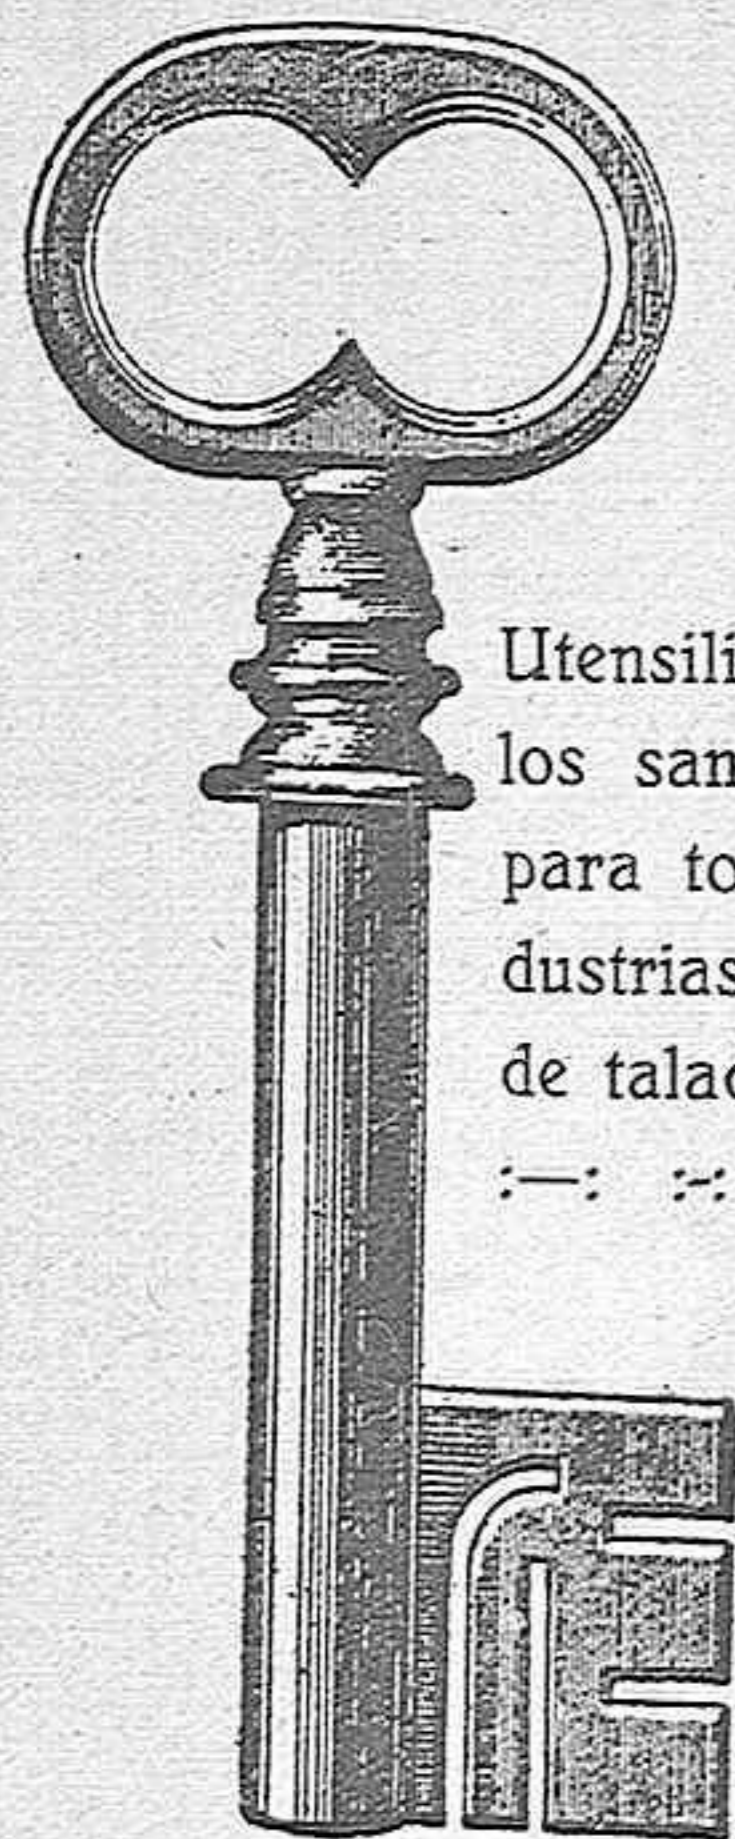 Utensili
los san
para to
dustrias
de talad
:—: :-: